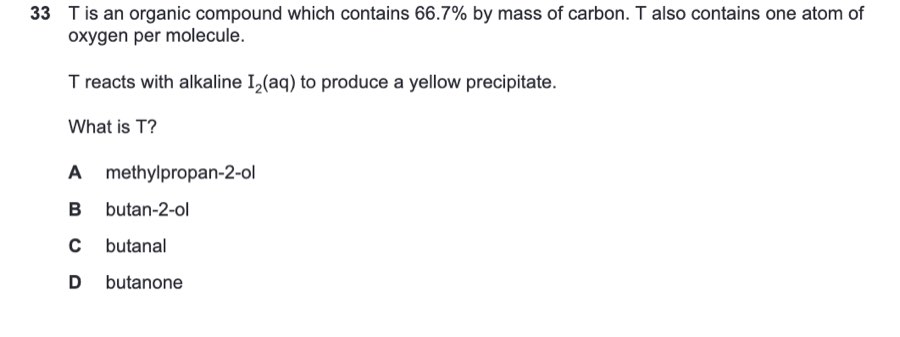 33 T is an organic compound which contains 66.7% by mass of carbon. T also contains one atom of
oxygen per molecule.
T reacts with alkaline I₂(aq) to produce a yellow precipitate.
What is T?
A methylpropan-2-ol
B butan-2-ol
C butanal
D butanone